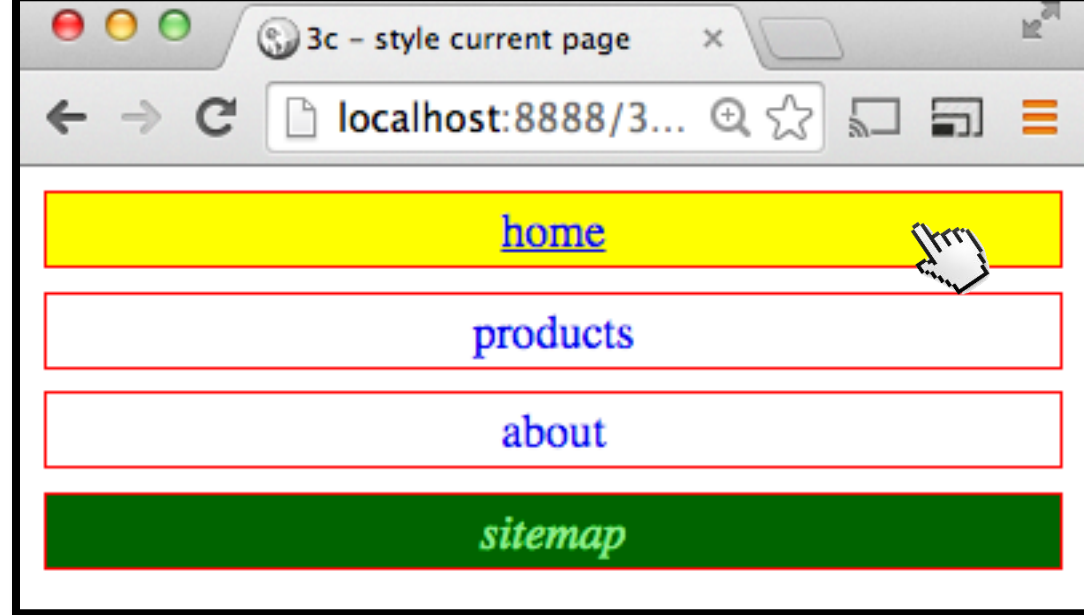 3c – style current page
localhost:8888/3...
home
products
about
sitemap